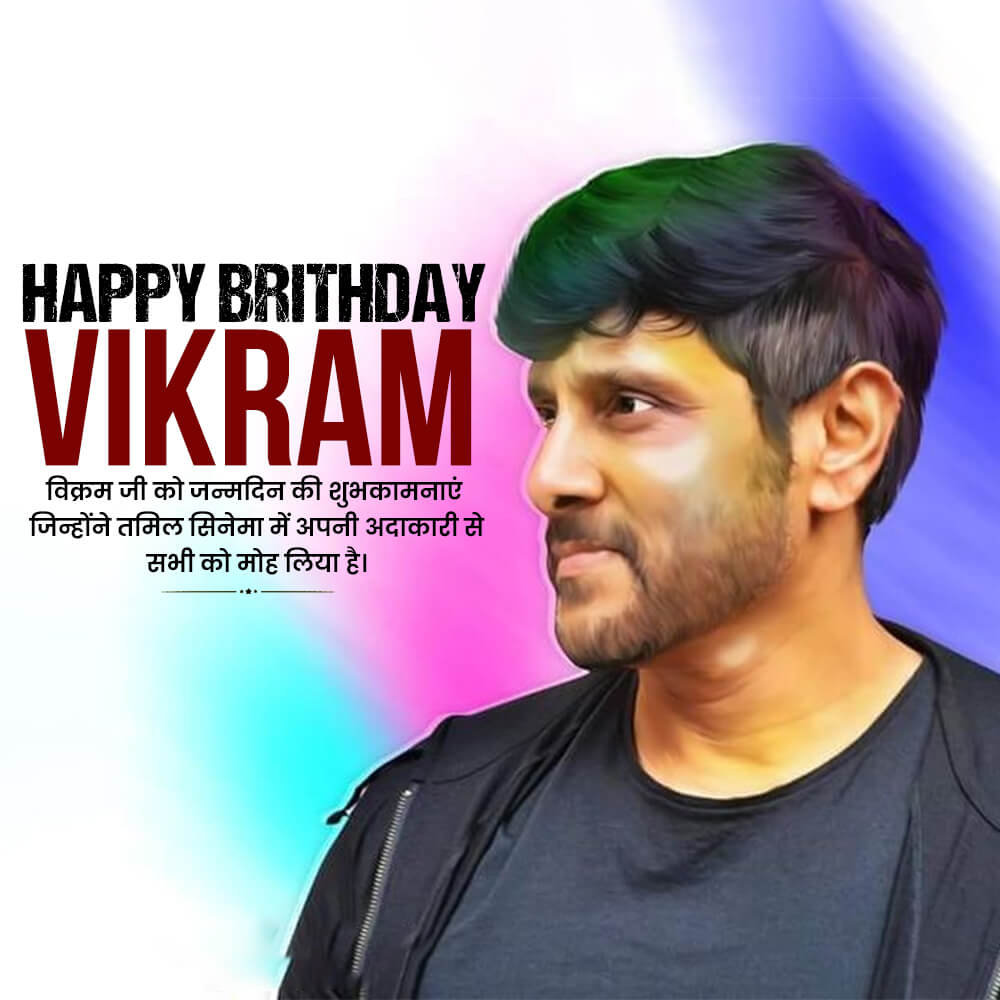 HAPPY BRITHDAY
VIKRAM
विक्रम जी को जन्मदिन की शुभकामनाएं
जिन्होंने तमिल सिनेमा में अपनी अदाकारी से
सभी को मोह लिया है।